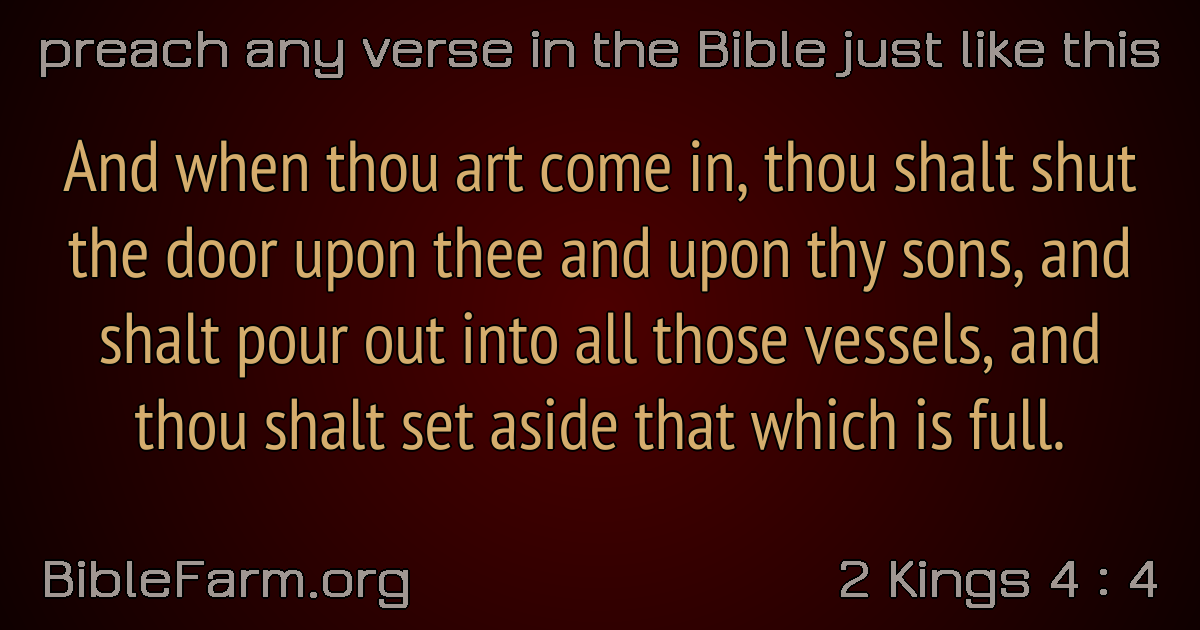 preach any verse in the Bible just like this
And when thou art come in, thou shalt shut
the door upon thee and upon thy sons, and
shalt pour out into all those vessels, and
thou shalt set aside that which is full.
BibleFarm.org
2 Kings 4 : 4